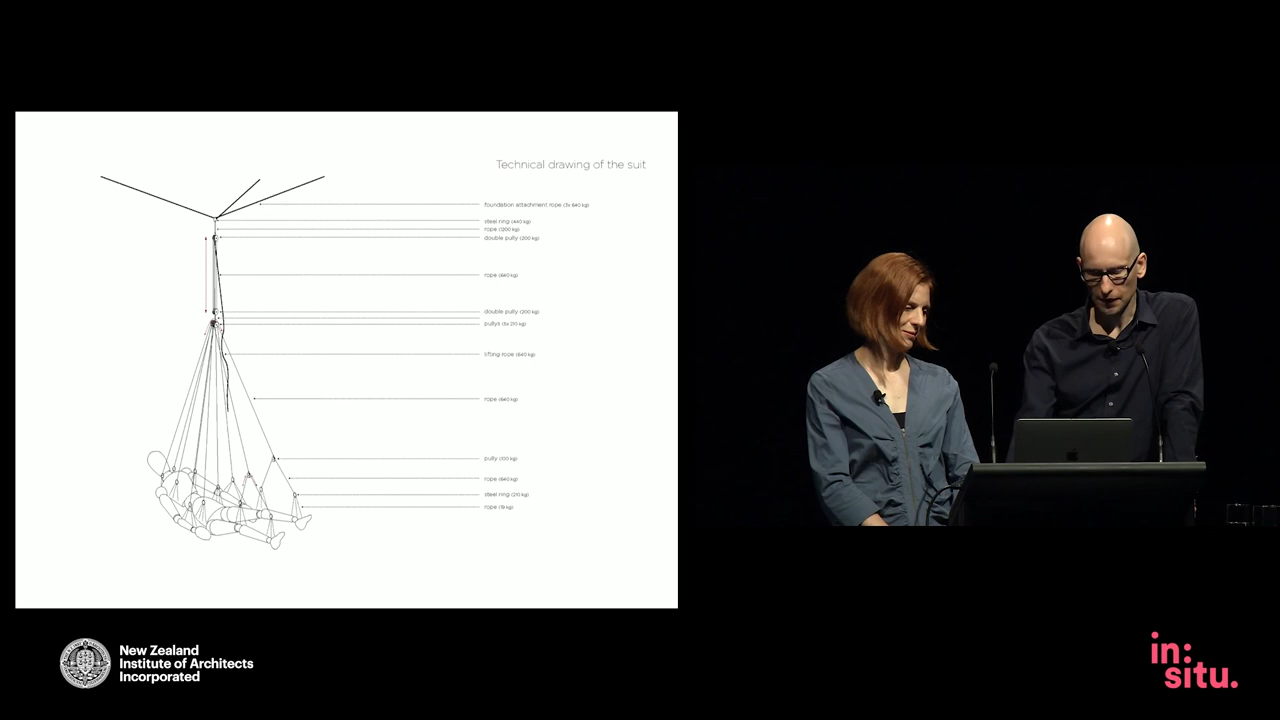 Technical drawing of the suit
foundation attachment rope (3x 640 kg)
steel ring (440 kg)
rope (1200 kg)
double pully (200 kg)
rope (640 kg)
double pully (200 kg)
pullys (6x 210 kg)
lifting rope (640 kg)
rope (640 kg)
pully (100 kg)
rope (640 kg)
steel ring (210 kg)
rope (19 kg)
New Zealand
Institute of Architects
Incorporated
in:
situ.